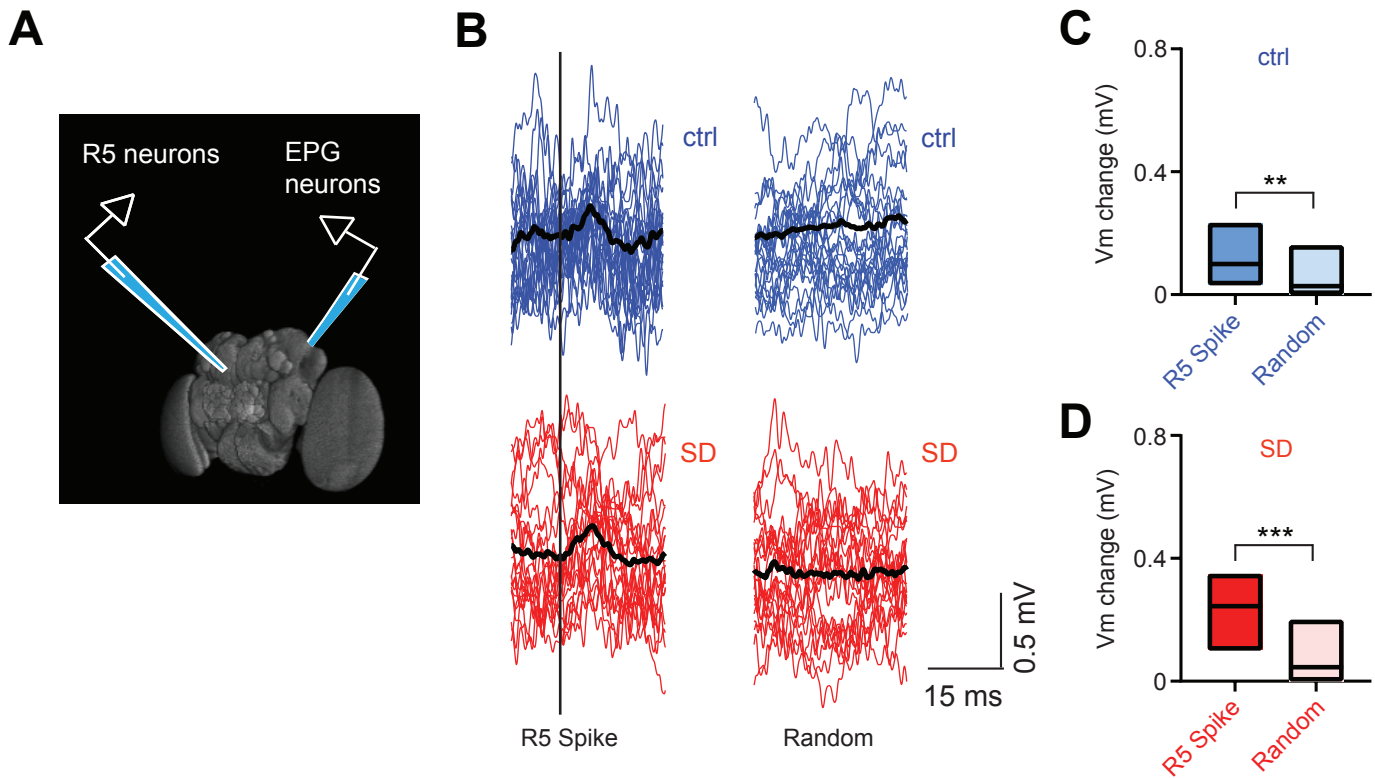 A
R5 neurons
EPG
neurons
B
ctrl
ctrl
SD
SD
15 ms
0.5 mV
R5 Spike
Random
C
ctrl
Vm change (mV)
0.8
0.4
0
**
R5 Spike
Random
D
SD
Vm change (mV)
0.8
0.4
0
***
R5 Spike
Random